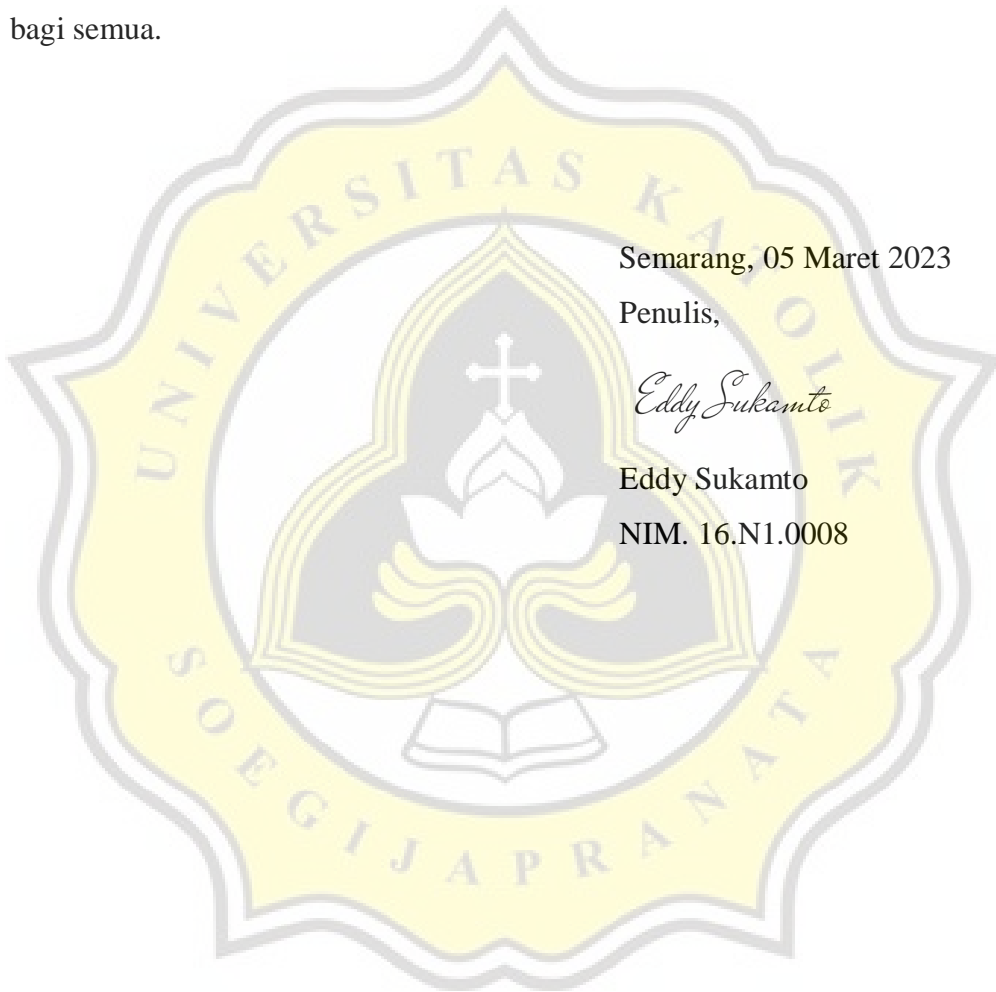 bagi semua.
UNIVERSITAS KATOLIK
Semarang, 05 Maret 2023
Penulis,
Eddy Sukamto
Eddy Sukamto
NIM. 16.N1.0008
SOEGIJAPRANATA